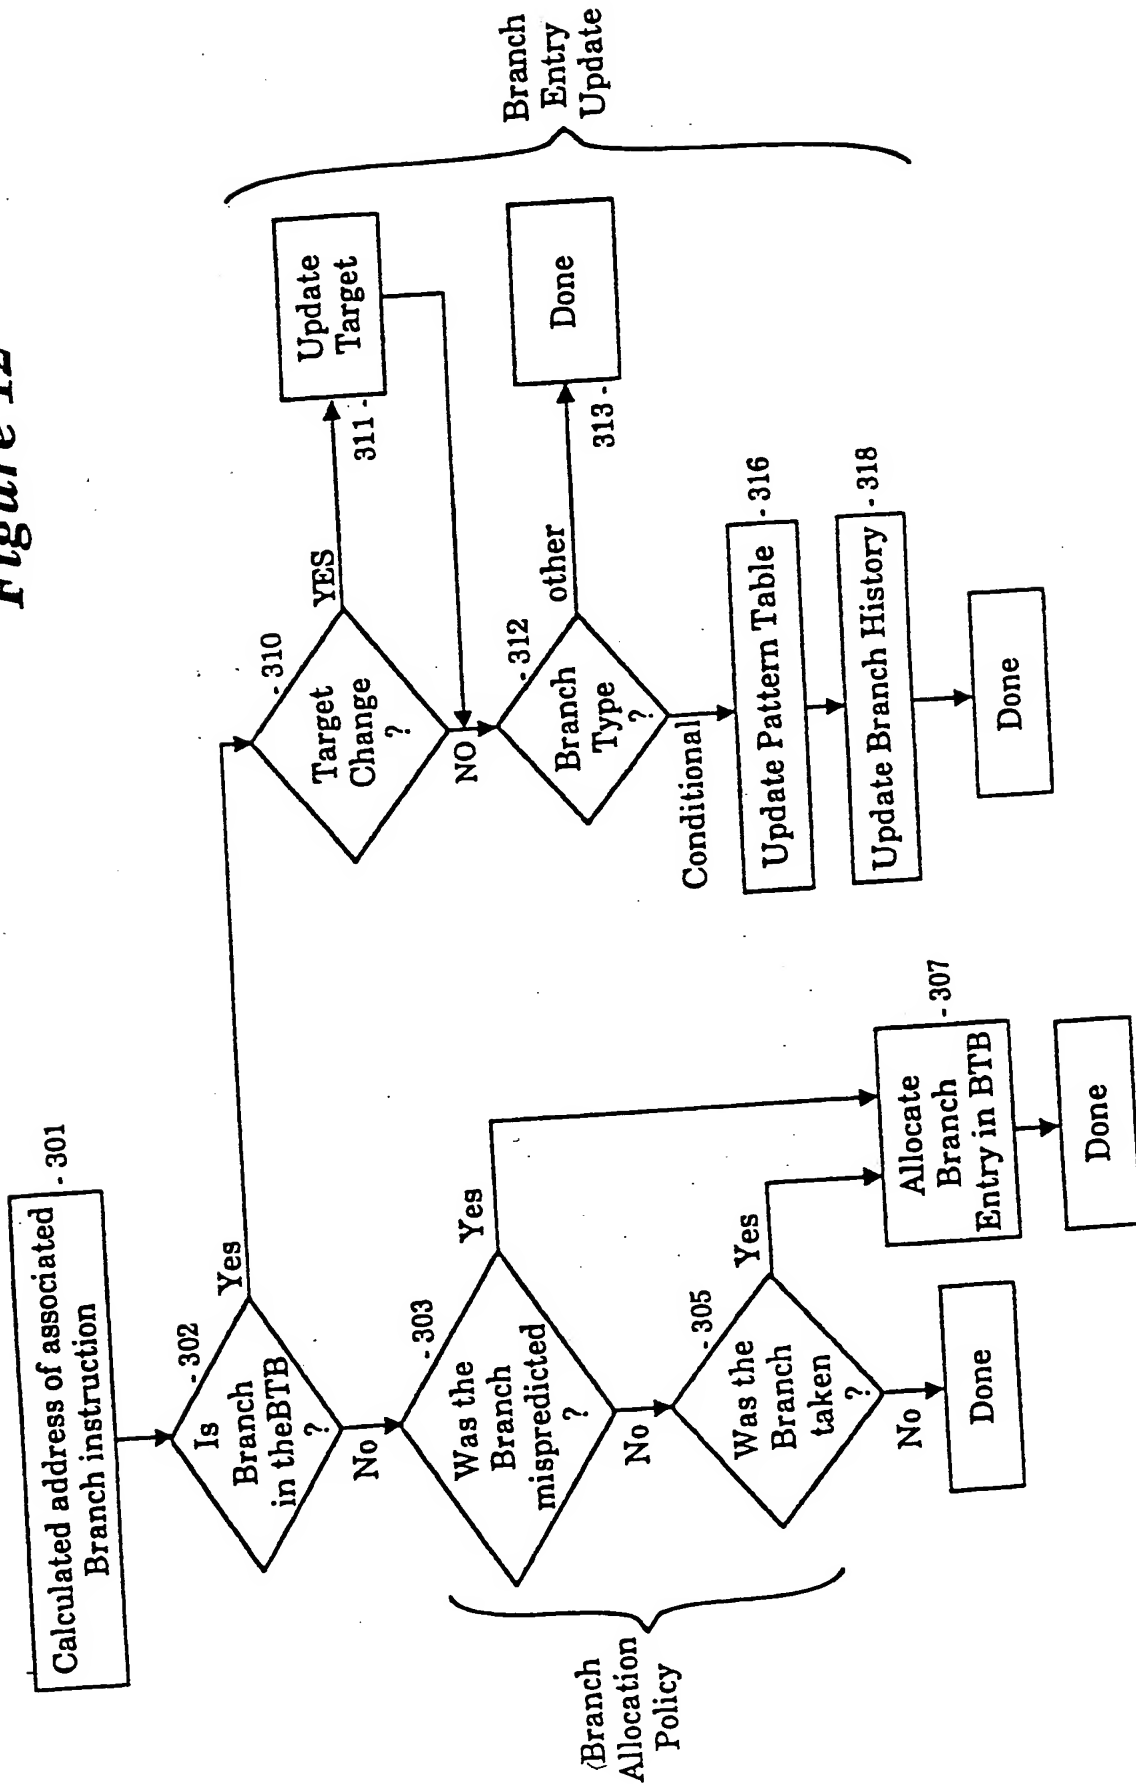 Figure 12
Calculated address of associated
Branch instruction
- 301
Is
Branch
in theBTB
?
- 302
Yes
No
Was the
Branch
mispredicted
?
- 303
Yes
No
Was the
Branch
taken
?
- 305
Yes
No
Done
Allocate
Branch
Entry in BTB
- 307
Done
(Branch
Allocation
Policy
Target
Change
?
- 310
YES
NO
Update
Target
311 -
Branch
Type
?
- 312
other
Conditional
Done
313 -
Update Pattern Table
- 316
Update Branch History
- 318
Done
Branch
Entry
Update